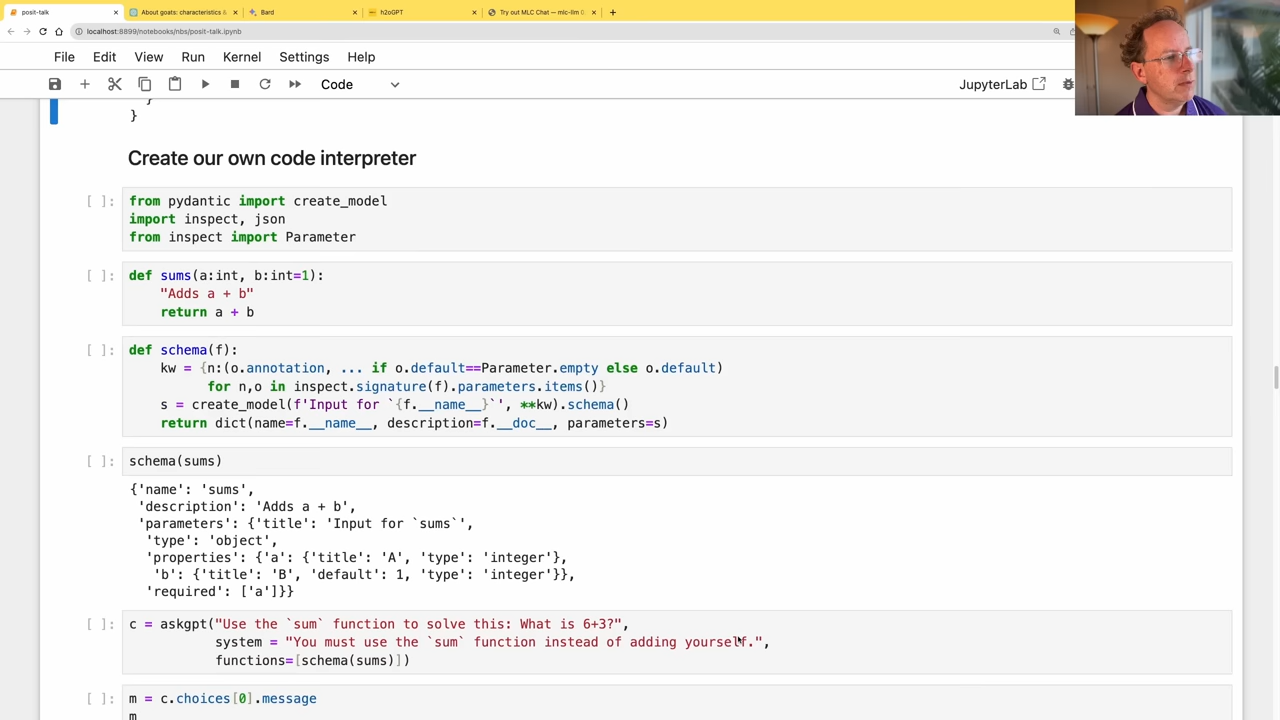 posit-talk
About goats: characteristics &
Bard
h2oGPT
Try out MLC Chat — mlc-llm 0
localhost:8899/notebooks/nbs/posit-talk.ipynb
File Edit View Run Kernel Settings Help
Code
JupyterLab
}
}
Create our own code interpreter
[ ]: from pydantic import create_model
import inspect, json
from inspect import Parameter
[ ]: def sums(a:int, b:int=1):
"Adds a + b"
return a + b
[ ]: def schema(f):
kw = {n:(o.annotation, ... if o.default==Parameter.empty else o.default)
for n,o in inspect.signature(f).parameters.items()}
s = create_model(f'Input for `{f.__name__}`', **kw).schema()
return dict(name=f.__name__, description=f.__doc__, parameters=s)
[ ]: schema(sums)
{'name': 'sums',
'description': 'Adds a + b',
'parameters': {'title': 'Input for `sums`',
'type': 'object',
'properties': {'a': {'title': 'A', 'type': 'integer'},
'b': {'title': 'B', 'default': 1, 'type': 'integer'}},
'required': ['a']}}
[ ]: c = askgpt("Use the `sum` function to solve this: What is 6+3?",
system = "You must use the `sum` function instead of adding yourself.",
functions=[schema(sums)])
[ ]: m = c.choices[0].message
m